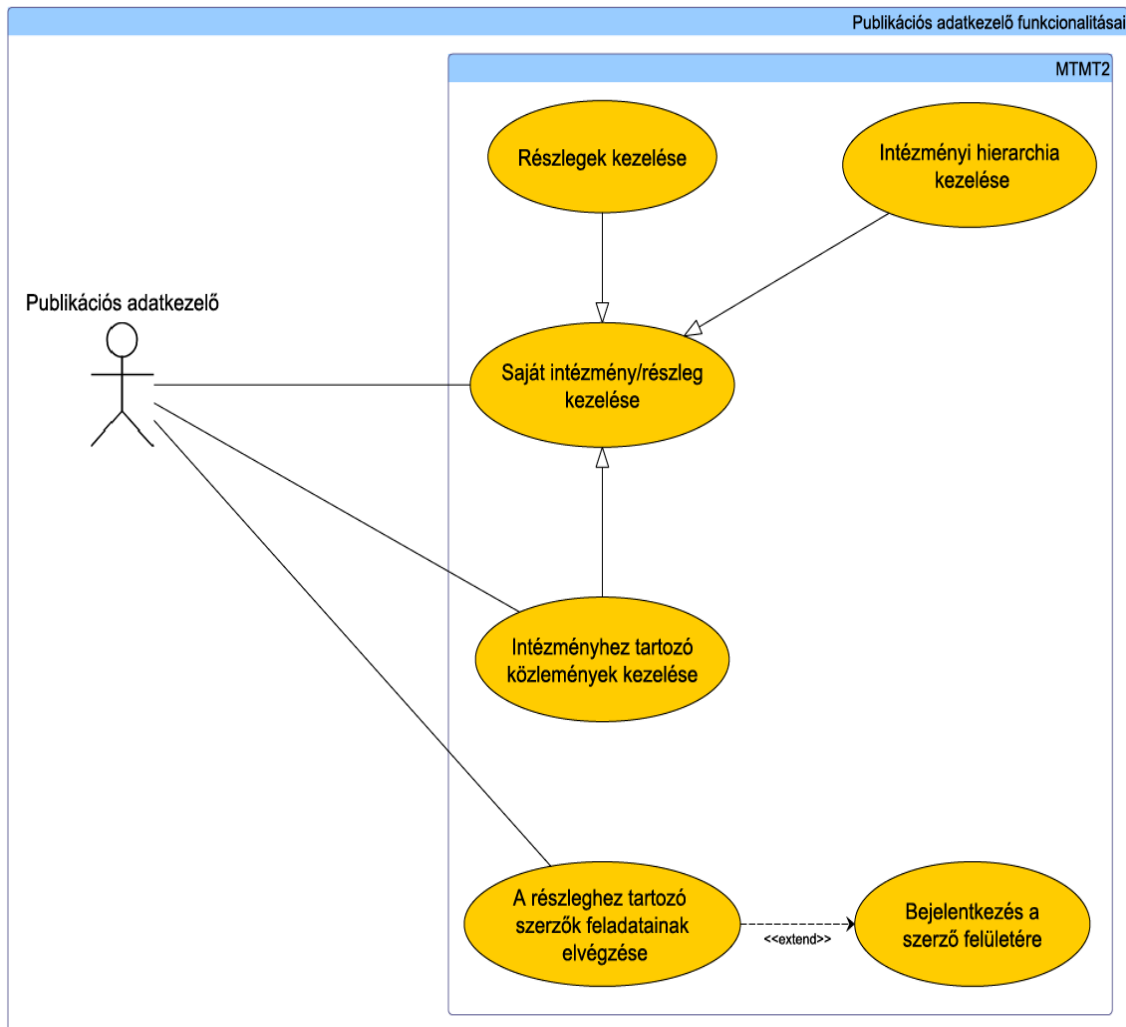 Publikációs adatkezelő funkcionalitásai
MTMT2
Részlegek kezelése
Intézményi hierarchia
kezelése
Publikációs adatkezelő
Saját intézmény/részleg
kezelése
Intézményhez tartozó
közlemények kezelése
A részleghez tartozó
szerzők feladatainak
elvégzése
<<extend>>
Bejelentkezés a
szerző felületére